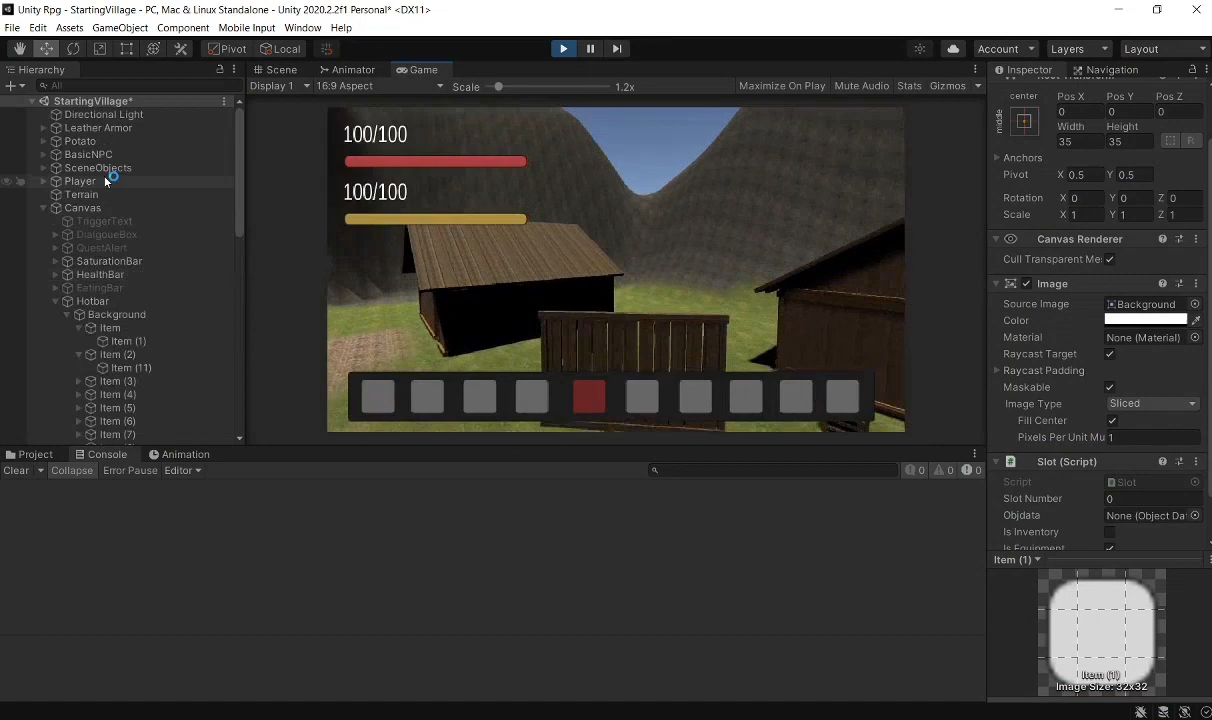 Unity Rpg - StartingVillage - PC, Mac & Linux Standalone - Unity 2020.2.2f1 Personal* <DX11>
File Edit Assets GameObject Component Mobile Input Window Help
Pivot Local Account Layers Layout
Hierarchy
All
StartingVillage*
Directional Light
Leather Armor
Potato
BasicNPC
SceneObjects
Player
Terrain
Canvas
TriggerText
DialgoueBox
QuestAlert
SaturationBar
HealthBar
EatingBar
Hotbar
Background
Item
Item (1)
Item (2)
Item (11)
Item (3)
Item (4)
Item (5)
Item (6)
Item (7)
Scene Animator Game
Display 1 16:9 Aspect Scale 1.2x Maximize On Play Mute Audio Stats Gizmos
100/100
100/100
Project Console Animation
Clear Collapse Error Pause Editor 0 0 0
Inspector Navigation
center Pos X Pos Y Pos Z
middle 0 0 0
Width Height
35 35 R
Anchors
Pivot X 0.5 Y 0.5
Rotation X 0 Y 0 Z 0
Scale X 1 Y 1 Z 1
Canvas Renderer
Cull Transparent Me:
Image
Source Image Background
Color
Material None (Material)
Raycast Target
Raycast Padding
Maskable
Image Type Sliced
Fill Center
Pixels Per Unit Mu 1
Slot (Script)
Script Slot
Slot Number 0
Objdata None (Object Da
Is Inventory
Is Equipment
Item (1)
Item (1)
Image Size: 32x32